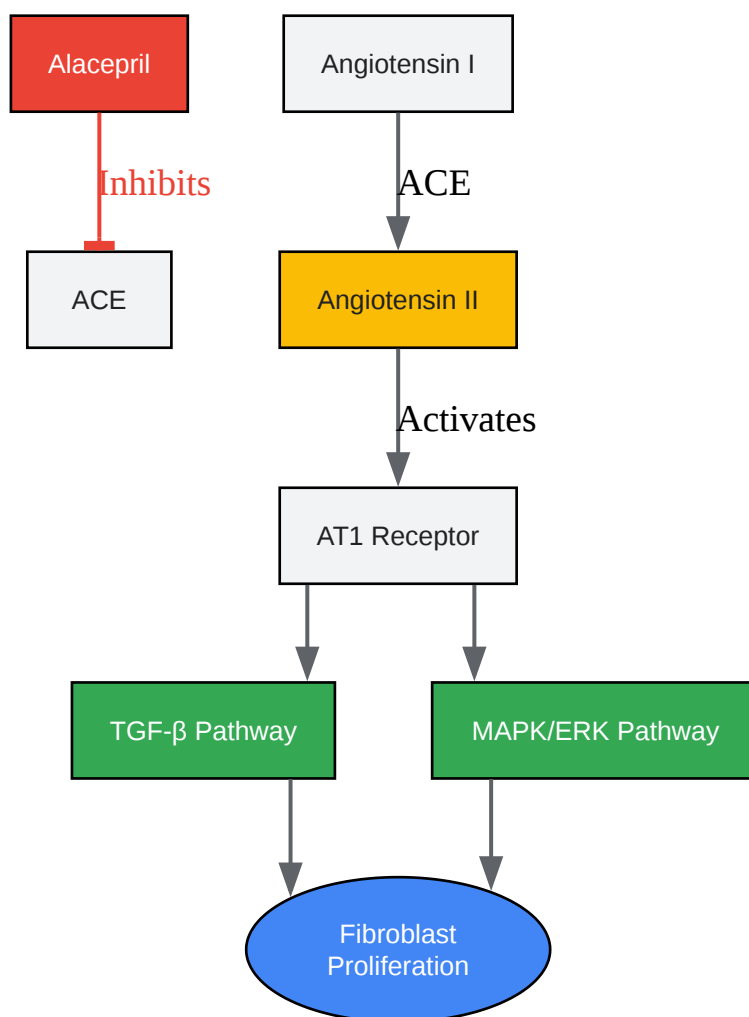 Alacepril
Angiotensin I
Inhibits
ACE
ACE
Angiotensin II
Activates
AT1 Receptor
TGF-β Pathway
MAPK/ERK Pathway
Fibroblast
Proliferation